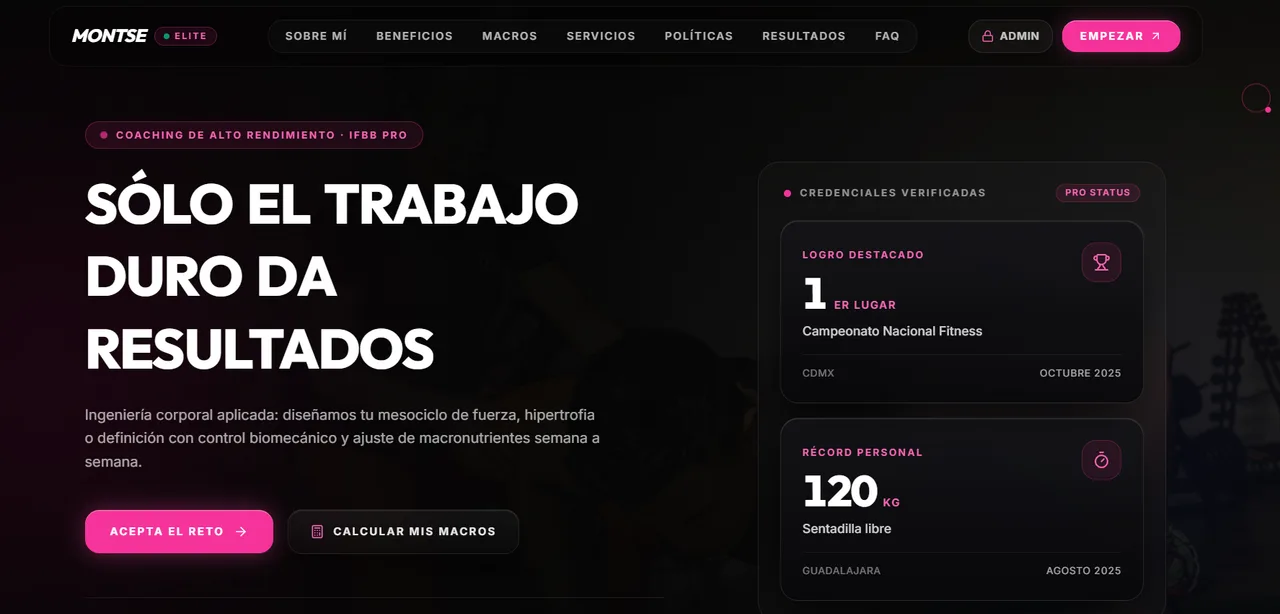 MONTSE
ELITE
SOBRE MÍ
BENEFICIOS
MACROS
SERVICIOS
POLÍTICAS
RESULTADOS
FAQ
ADMIN
EMPEZAR
COACHING DE ALTO RENDIMIENTO · IFBB PRO
SÓLO EL TRABAJO
DURO DA
RESULTADOS
Ingeniería corporal aplicada: diseñamos tu mesociclo de fuerza, hipertrofia
o definición con control biomecánico y ajuste de macronutrientes semana a
semana.
ACEPTA EL RETO
CALCULAR MIS MACROS
CREDENCIALES VERIFICADAS
PRO STATUS
LOGRO DESTACADO
1 ER LUGAR
Campeonato Nacional Fitness
CDMX
OCTUBRE 2025
RÉCORD PERSONAL
120 KG
Sentadilla libre
GUADALAJARA
AGOSTO 2025